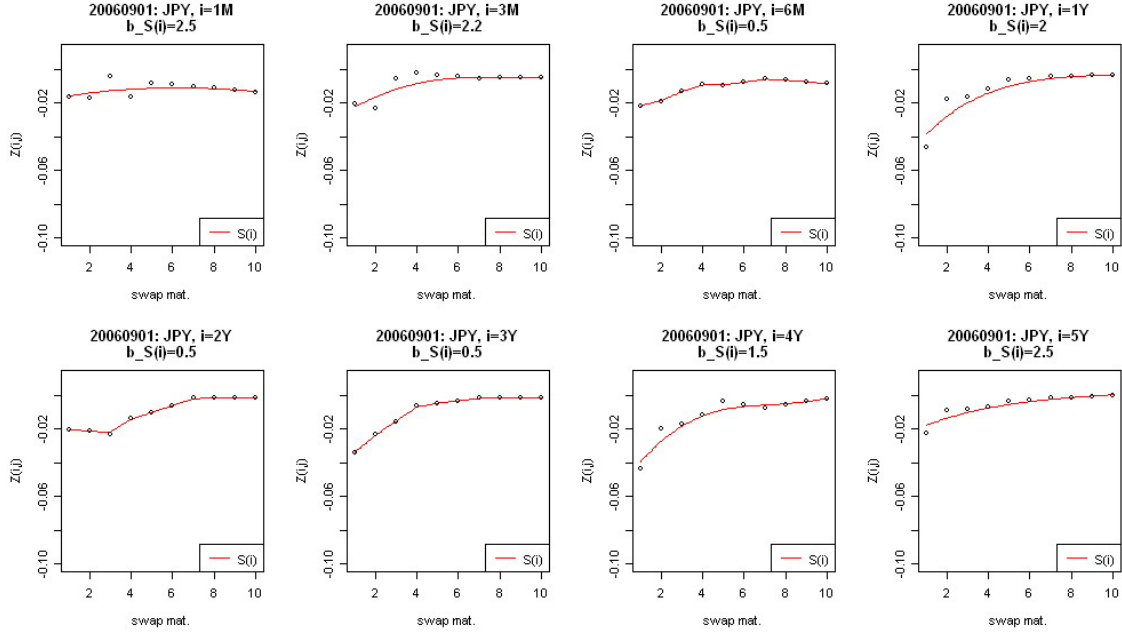 20060901: JPY, i=1M
b_S(i)=2.5
Z(i,j)
-0.02
-0.06
-0.10
S(i)
2 4 6 8 10
swap mat.
20060901: JPY, i=3M
b_S(i)=2.2
Z(i,j)
-0.02
-0.06
-0.10
S(i)
2 4 6 8 10
swap mat.
20060901: JPY, i=6M
b_S(i)=0.5
Z(i,j)
-0.02
-0.06
-0.10
S(i)
2 4 6 8 10
swap mat.
20060901: JPY, i=1Y
b_S(i)=2
Z(i,j)
-0.02
-0.06
-0.10
S(i)
2 4 6 8 10
swap mat.
20060901: JPY, i=2Y
b_S(i)=0.5
Z(i,j)
-0.02
-0.06
-0.10
S(i)
2 4 6 8 10
swap mat.
20060901: JPY, i=3Y
b_S(i)=0.5
Z(i,j)
-0.02
-0.06
-0.10
S(i)
2 4 6 8 10
swap mat.
20060901: JPY, i=4Y
b_S(i)=1.5
Z(i,j)
-0.02
-0.06
-0.10
S(i)
2 4 6 8 10
swap mat.
20060901: JPY, i=5Y
b_S(i)=2.5
Z(i,j)
-0.02
-0.06
-0.10
S(i)
2 4 6 8 10
swap mat.